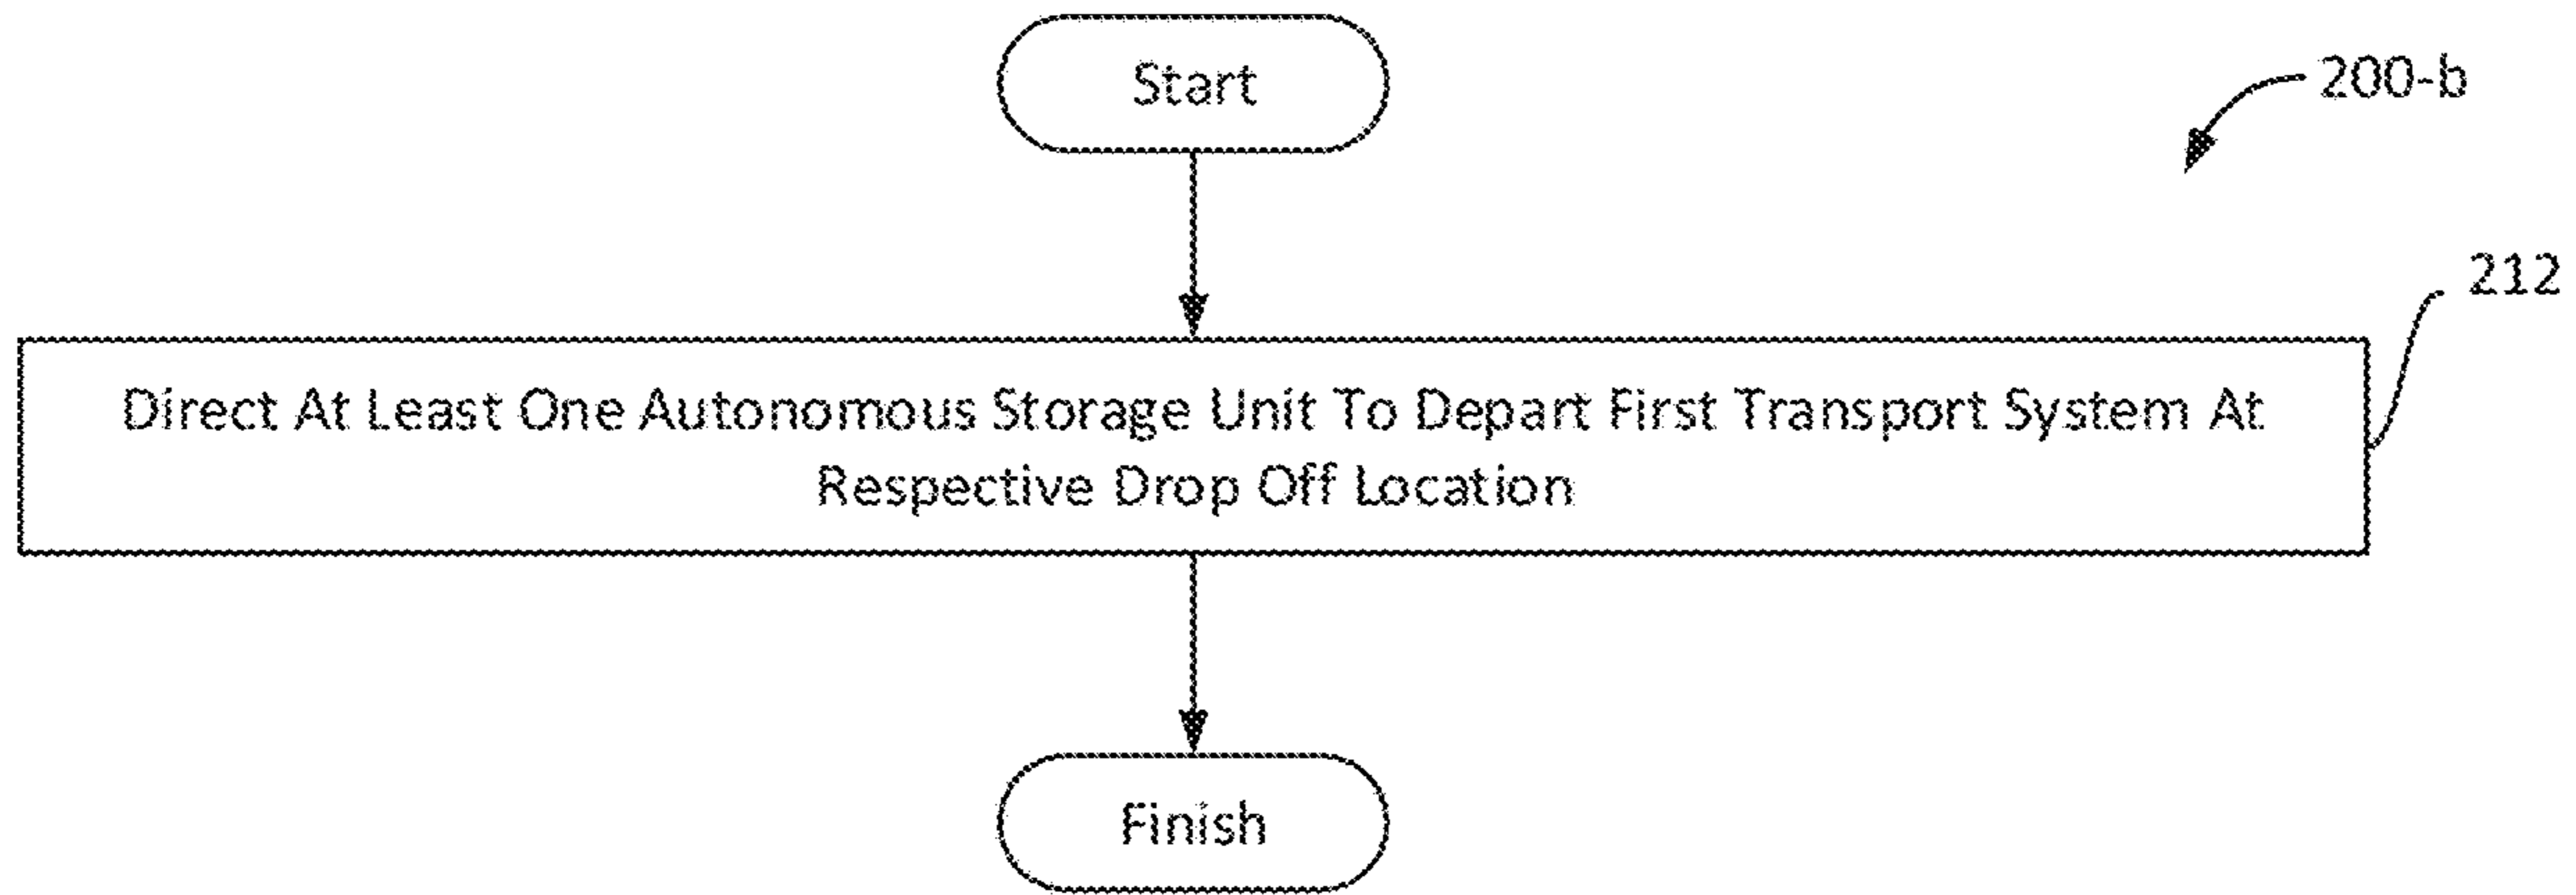 Start
200-b
212
Direct At Least One Autonomous Storage Unit To Depart First Transport System At
Respective Drop Off Location
Finish